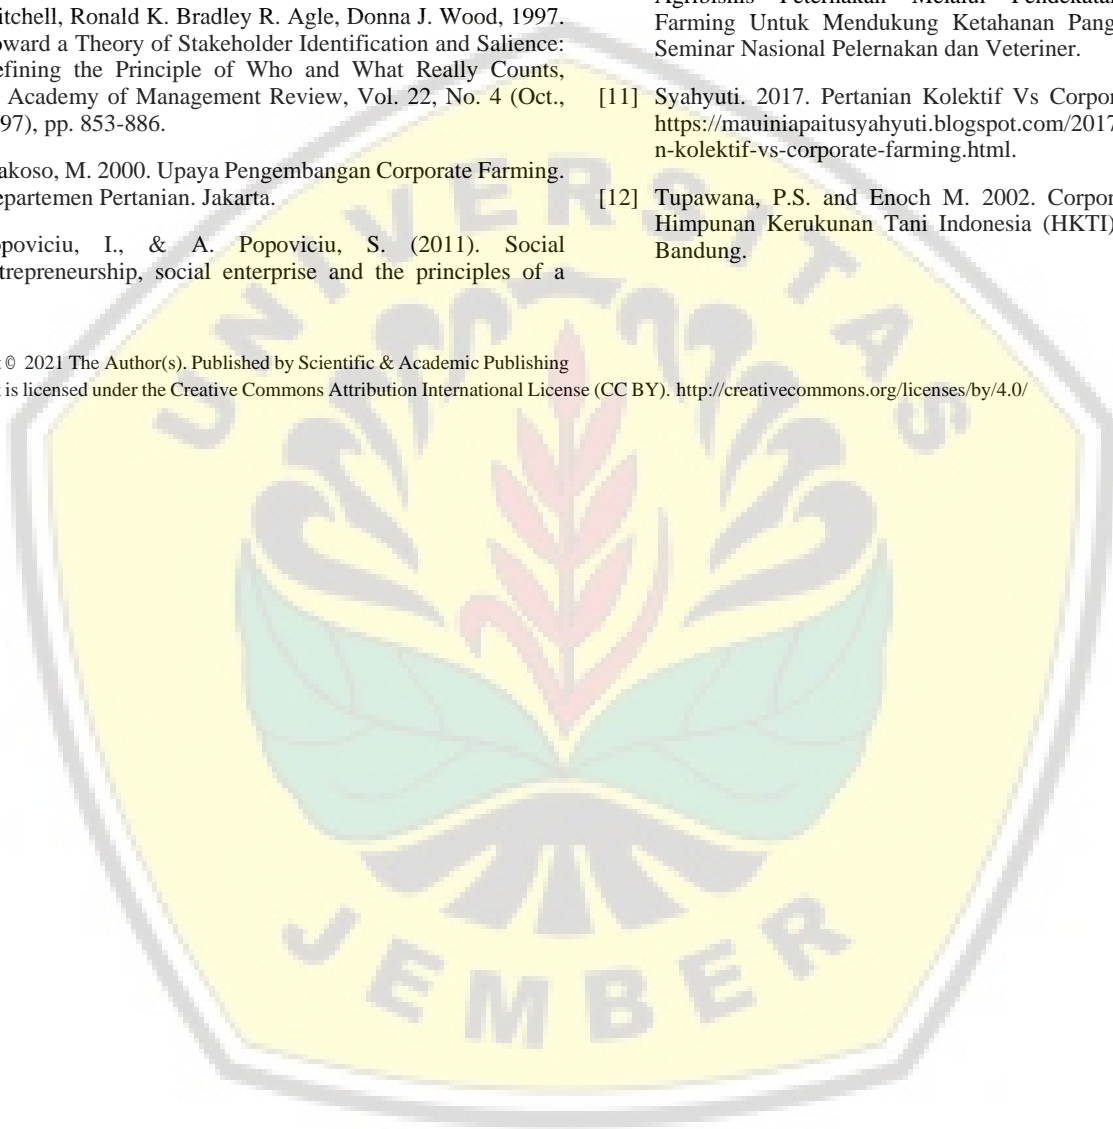 itchell, Ronald K. Bradley R. Agle, Donna J. Wood, 1997.
oward a Theory of Stakeholder Identification and Salience:
efining the Principle of Who and What Really Counts,
Academy of Management Review, Vol. 22, No. 4 (Oct.,
97), pp. 853-886.
akoso, M. 2000. Upaya Pengembangan Corporate Farming.
epartemen Pertanian. Jakarta.
opoviciu, I., & A. Popoviciu, S. (2011). Social
trepreneurship, social enterprise and the principles of a
Agribisnis Peternakan Melalui Pendekatan
Farming Untuk Mendukung Ketahanan Pang
Seminar Nasional Pelernakan dan Veteriner.
[11] Syahyuti. 2017. Pertanian Kolektif Vs Corpor
https://mauiniapaitusyahyuti.blogspot.com/2017
n-kolektif-vs-corporate-farming.html.
[12] Tupawana, P.S. and Enoch M. 2002. Corpor
Himpunan Kerukunan Tani Indonesia (HKTI)
Bandung.
t © 2021 The Author(s). Published by Scientific & Academic Publishing
k is licensed under the Creative Commons Attribution International License (CC BY). http://creativecommons.org/licenses/by/4.0/
UNIVERSITAS
JEMBER